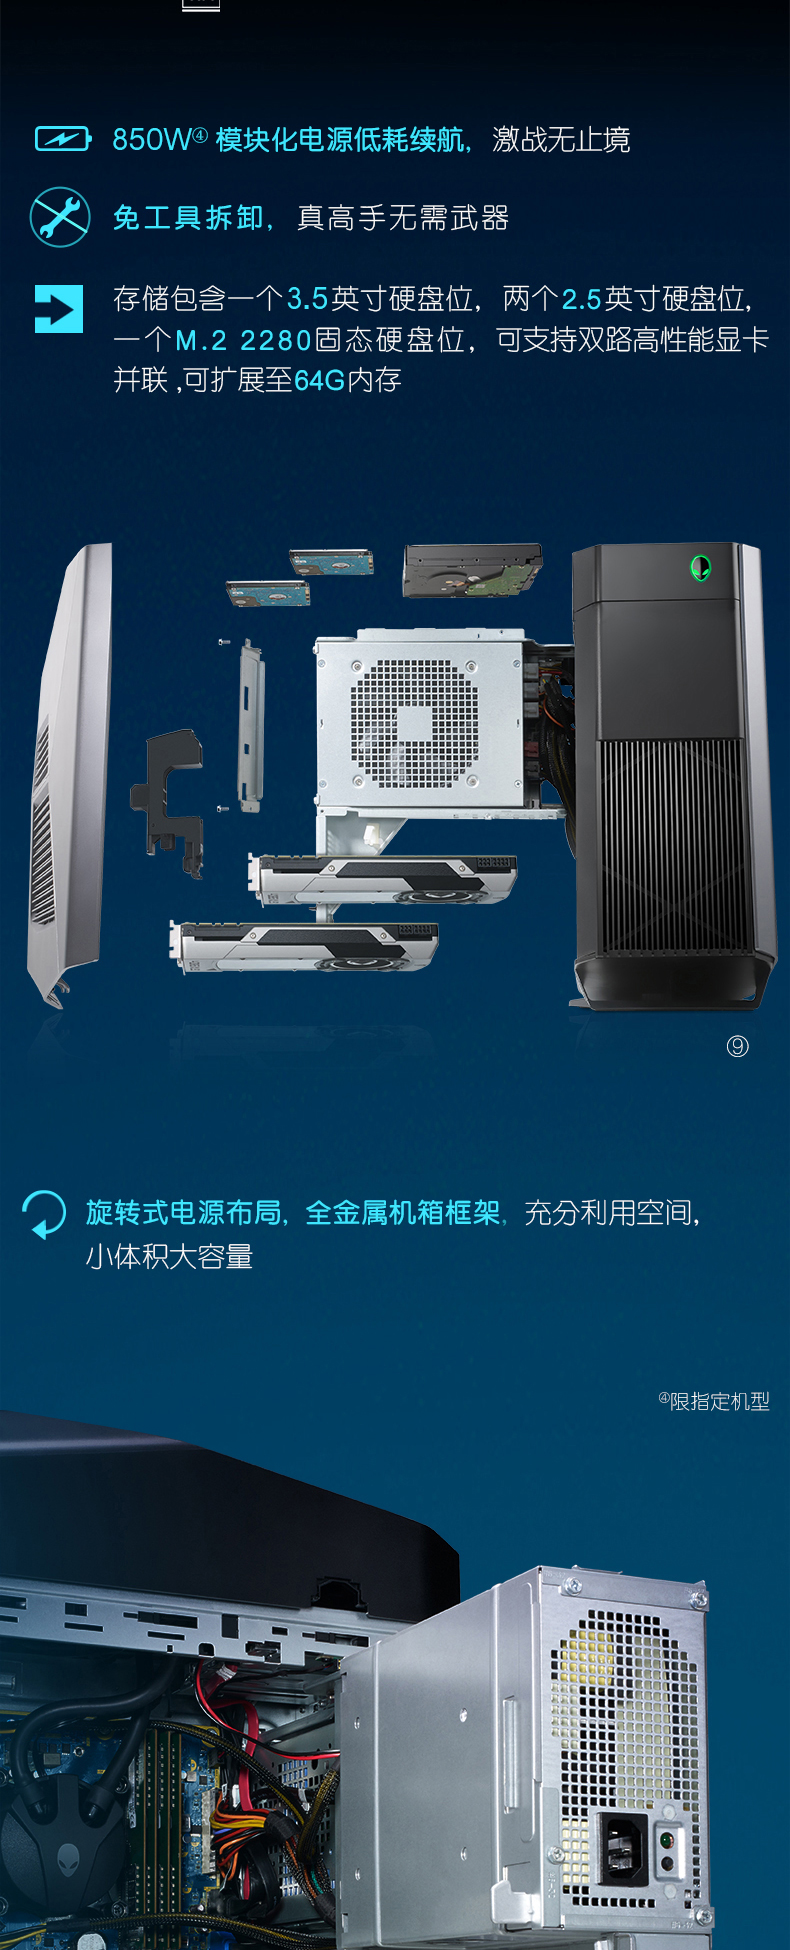 850W④ 模块化电源低耗续航，激战无止境
免工具拆卸，真高手无需武器
存储包含一个3.5英寸硬盘位，两个2.5英寸硬盘位，
一个M.2 2280固态硬盘位，可支持双路高性能显卡
并联,可扩展至64G内存
⑨
旋转式电源布局，全金属机箱框架，充分利用空间，
小体积大容量
④限指定机型